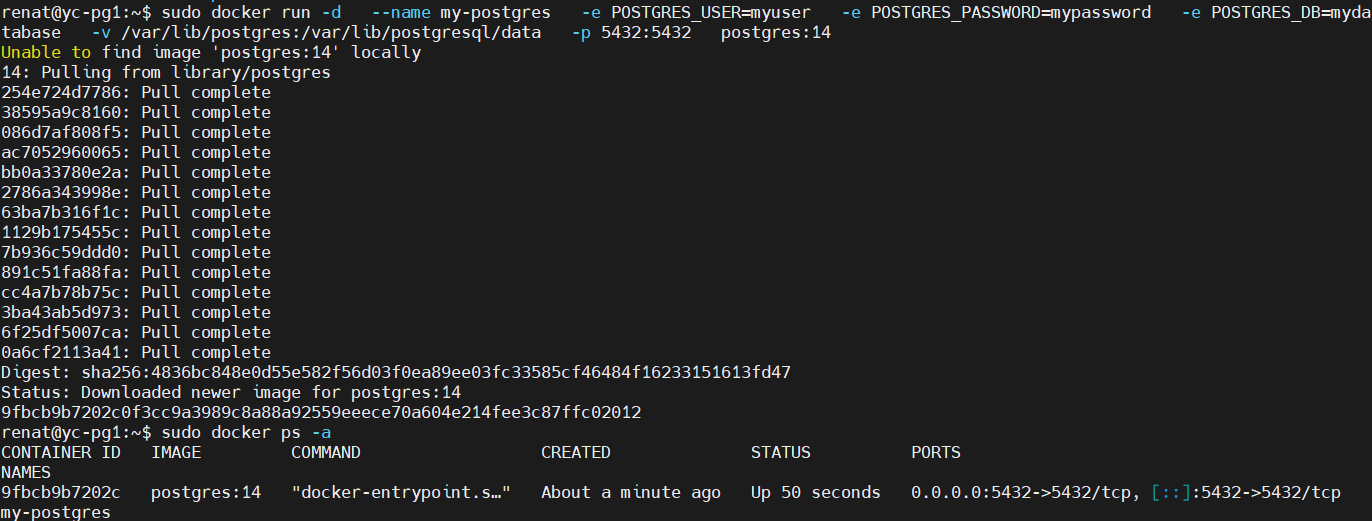 renat@yc-pg1:~$ sudo docker run -d   --name my-postgres   -e POSTGRES_USER=myuser   -e POSTGRES_PASSWORD=mypassword   -e POSTGRES_DB=myda
tabase   -v /var/lib/postgres:/var/lib/postgresql/data   -p 5432:5432   postgres:14
Unable to find image 'postgres:14' locally
14: Pulling from library/postgres
254e724d7786: Pull complete
38595a9c8160: Pull complete
086d7af808f5: Pull complete
ac7052960065: Pull complete
bb0a33780e2a: Pull complete
2786a343998e: Pull complete
63ba7b316f1c: Pull complete
1129b175455c: Pull complete
7b936c59ddd0: Pull complete
891c51fa88fa: Pull complete
cc4a7b78b75c: Pull complete
3ba43ab5d973: Pull complete
6f25df5007ca: Pull complete
0a6cf2113a41: Pull complete
Digest: sha256:4836bc848e0d55e582f56d03f0ea89ee03fc33585cf46484f16233151613fd47
Status: Downloaded newer image for postgres:14
9fbcb9b7202c0f3cc9a3989c8a88a92559eeece70a604e214fee3c87ffc02012
renat@yc-pg1:~$ sudo docker ps -a
CONTAINER ID   IMAGE         COMMAND                  CREATED              STATUS          PORTS
NAMES
9fbcb9b7202c   postgres:14   "docker-entrypoint.s…"   About a minute ago   Up 50 seconds   0.0.0.0:5432->5432/tcp, [::]:5432->5432/tcp
my-postgres